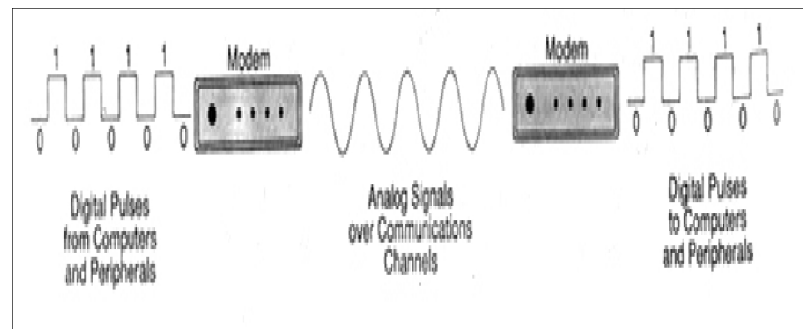 1 1 1 1
Modem
0 0 0 0 0
Digital Pulses
from Computers
and Peripherals
Analog Signals
over Communications
Channels
Modem
1 1 1 1
0 0 0 0 0
Digital Pulses
to Computers
and Peripherals